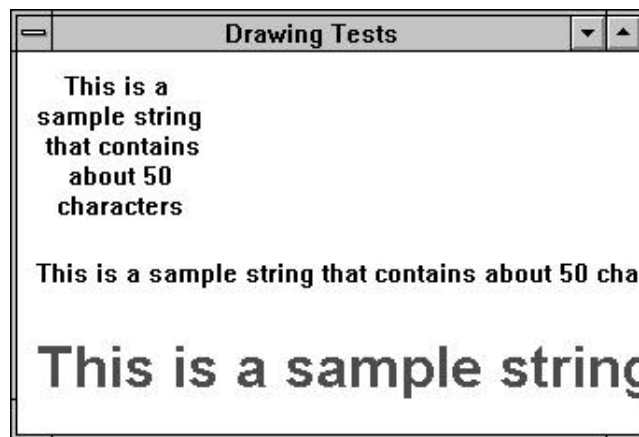 Drawing Tests
This is a
sample string
that contains
about 50
characters
This is a sample string that contains about 50 cha
This is a sample string